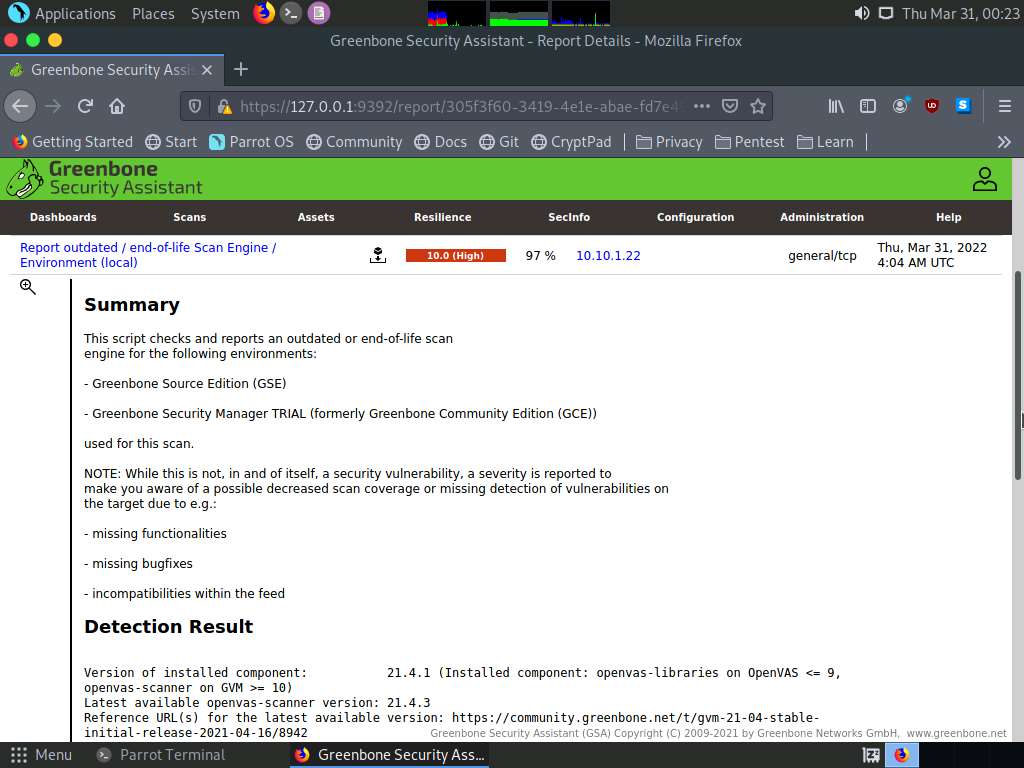 Applications Places System Thu Mar 31, 00:23
Greenbone Security Assistant - Report Details - Mozilla Firefox
Greenbone Security Assis
https://127.0.0.1:9392/report/305f3f60-3419-4e1e-abae-fd7e4
Getting Started Start Parrot OS Community Docs Git CryptPad Privacy Pentest Learn
Greenbone
Security Assistant
Dashboards Scans Assets Resilience SecInfo Configuration Administration Help
Report outdated / end-of-life Scan Engine /
Environment (local)
10.0 (High) 97 % 10.10.1.22 general/tcp
Thu, Mar 31, 2022
4:04 AM UTC
Summary
This script checks and reports an outdated or end-of-life scan
engine for the following environments:
- Greenbone Source Edition (GSE)
- Greenbone Security Manager TRIAL (formerly Greenbone Community Edition (GCE))
used for this scan.
NOTE: While this is not, in and of itself, a security vulnerability, a severity is reported to
make you aware of a possible decreased scan coverage or missing detection of vulnerabilities on
the target due to e.g.:
- missing functionalities
- missing bugfixes
- incompatibilities within the feed
Detection Result
Version of installed component: 21.4.1 (Installed component: openvas-libraries on OpenVAS <= 9,
openvas-scanner on GVM >= 10)
Latest available openvas-scanner version: 21.4.3
Reference URL(s) for the latest available version: https://community.greenbone.net/t/gvm-21-04-stable-
initial-release-2021-04-16/8942
Greenbone Security Assistant (GSA) Copyright (C) 2009-2021 by Greenbone Networks GmbH, www.greenbone.net
Menu Parrot Terminal Greenbone Security Ass...